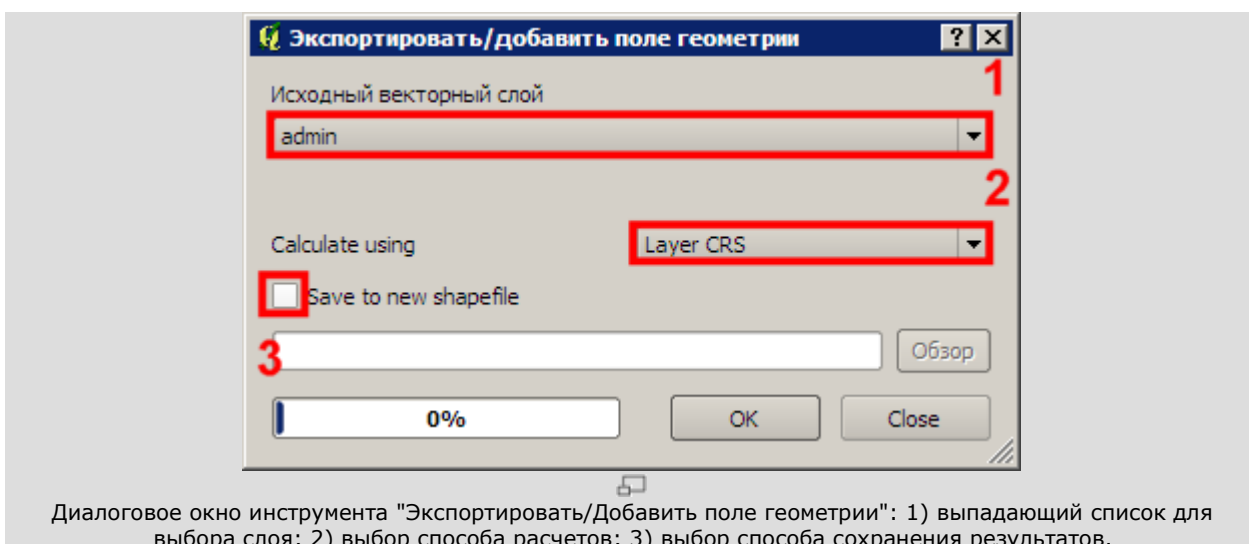 Экспортировать/добавить поле геометрии
1
Исходный векторный слой
admin
2
Calculate using Layer CRS
Save to new shapefile
3 Обзор
0% OK Close
Диалоговое окно инструмента "Экспортировать/Добавить поле геометрии": 1) выпадающий список для
выбора слоя; 2) выбор способа расчетов; 3) выбор способа сохранения результатов.